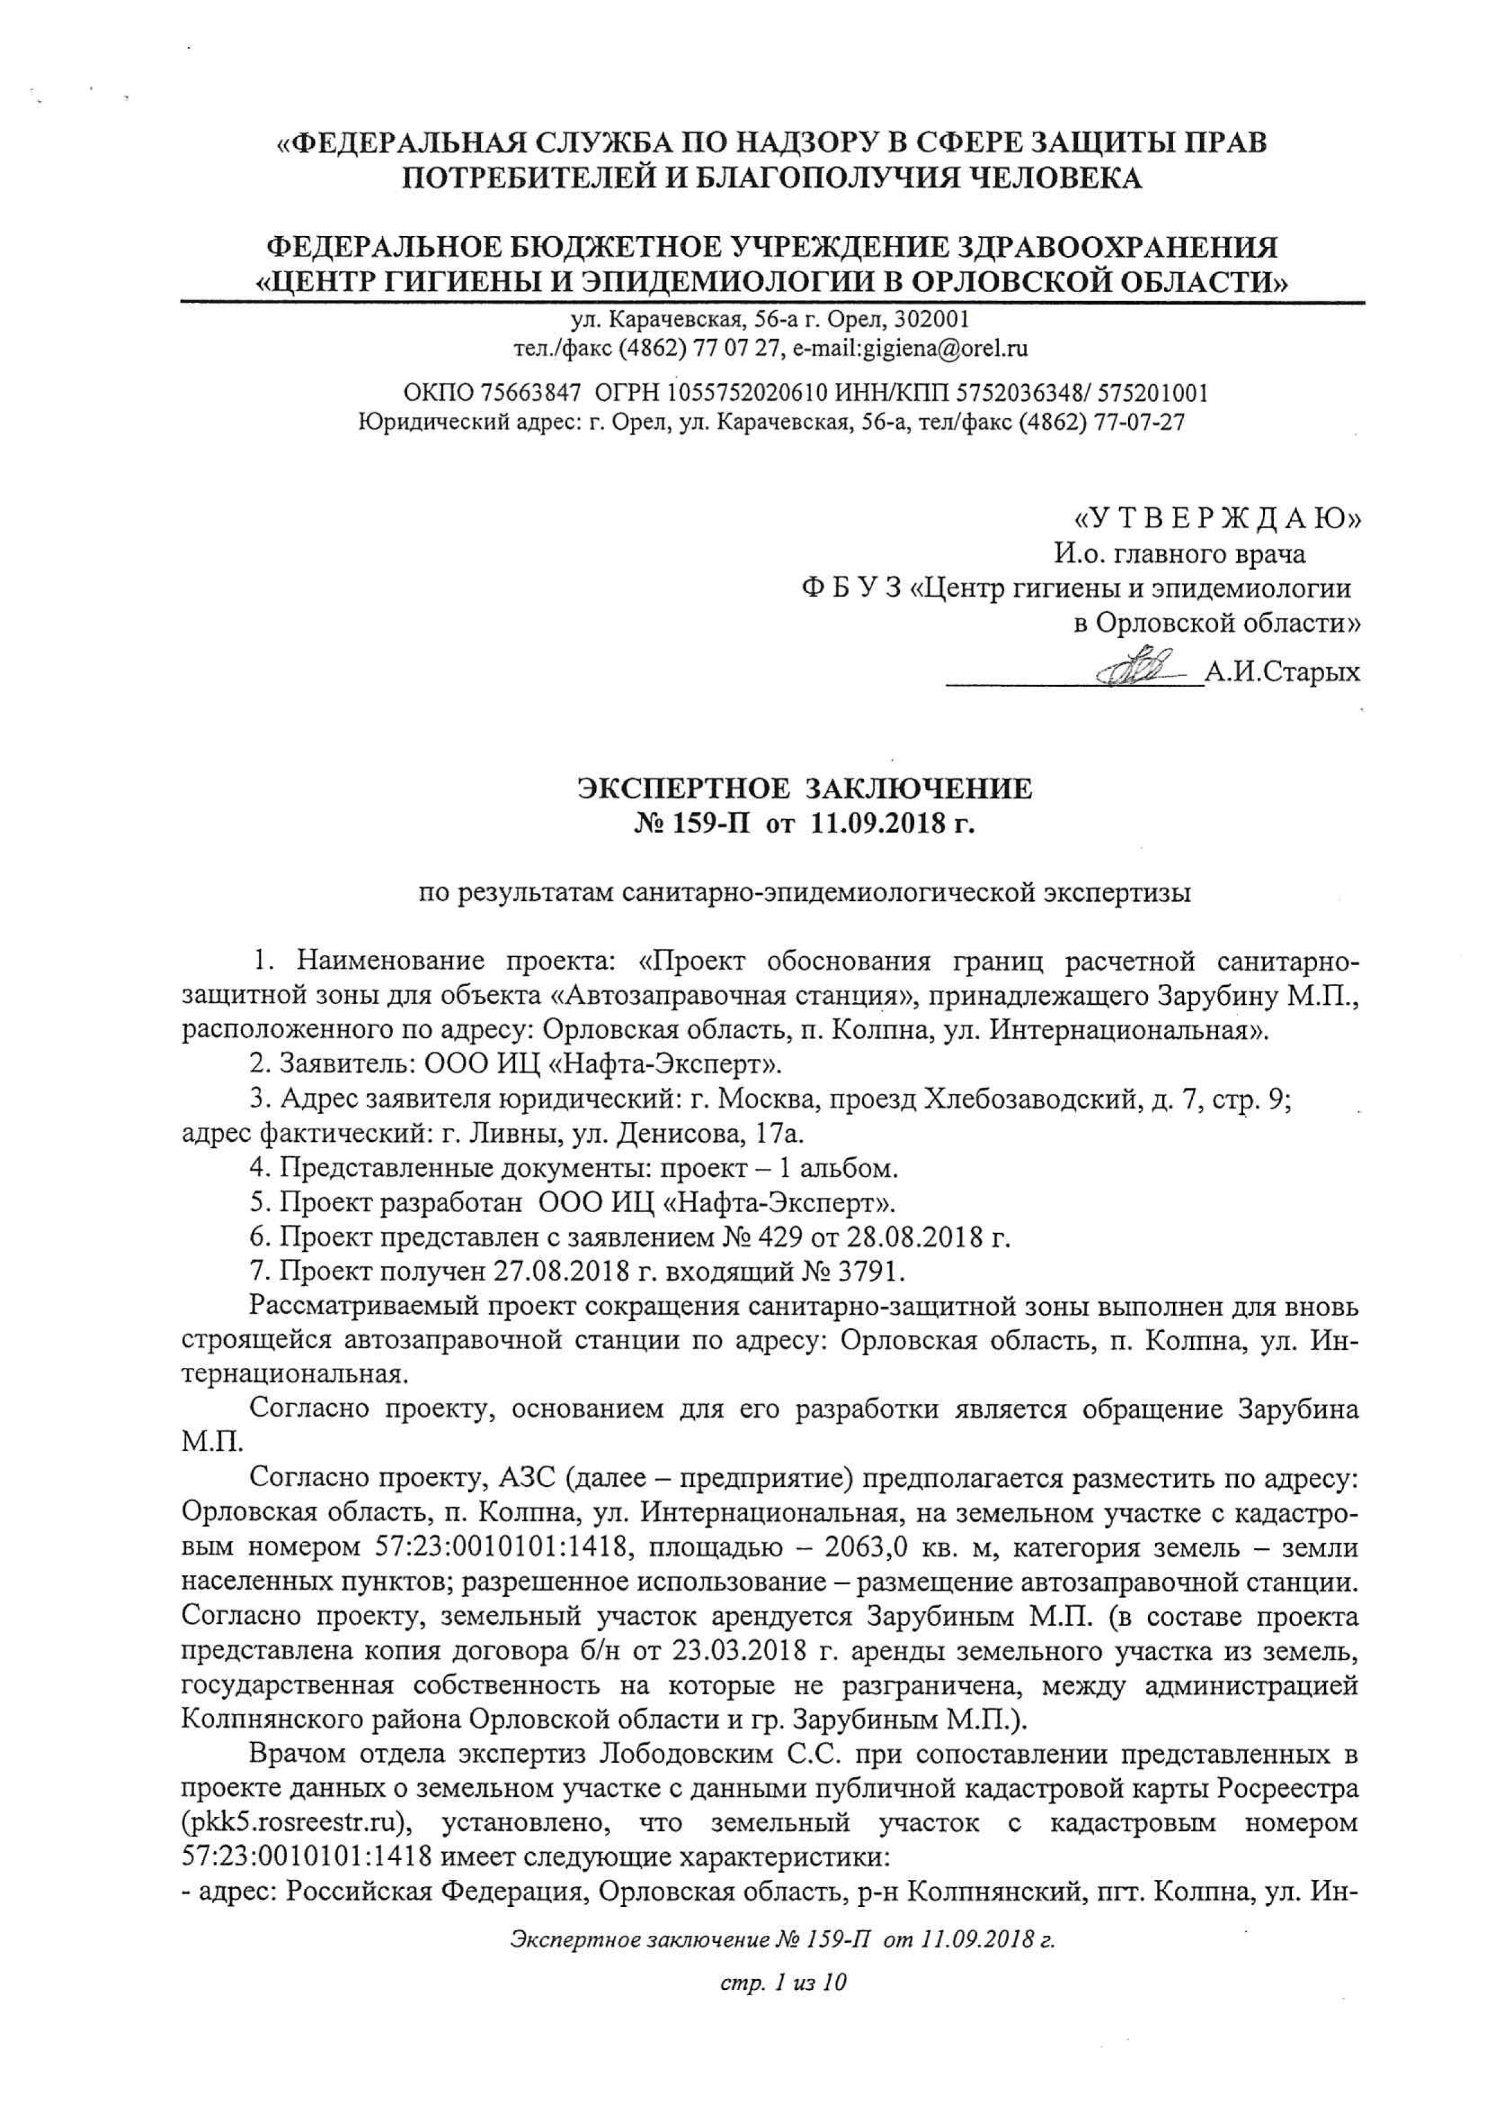 «ФЕДЕРАЛЬНАЯ СЛУЖБА ПО НАДЗОРУ В СФЕРЕ ЗАЩИТЫ ПРАВ
ПОТРЕБИТЕЛЕЙ И БЛАГОПОЛУЧИЯ ЧЕЛОВЕКА
ФЕДЕРАЛЬНОЕ БЮДЖЕТНОЕ УЧРЕЖДЕНИЕ ЗДРАВООХРАНЕНИЯ
«ЦЕНТР ГИГИЕНЫ И ЭПИДЕМИОЛОГИИ В ОРЛОВСКОЙ ОБЛАСТИ»
ул. Карачевская, 56-а г. Орел, 302001
тел./факс (4862) 77 07 27, e-mail:gigiena@orel.ru
ОКПО 75663847 ОГРН 1055752020610 ИНН/КПП 5752036348/ 575201001
Юридический адрес: г. Орел, ул. Карачевская, 56-а, тел/факс (4862) 77-07-27
«У Т В Е Р Ж Д А Ю»
И.о. главного врача
Ф Б У З «Центр гигиены и эпидемиологии
в Орловской области»
А.И.Старых
ЭКСПЕРТНОЕ ЗАКЛЮЧЕНИЕ
№ 159-П от 11.09.2018 г.
по результатам санитарно-эпидемиологической экспертизы
1. Наименование проекта: «Проект обоснования границ расчетной санитарно-
защитной зоны для объекта «Автозаправочная станция», принадлежащего Зарубину М.П.,
расположенного по адресу: Орловская область, п. Колпна, ул. Интернациональная».
2. Заявитель: ООО ИЦ «Нафта-Эксперт».
3. Адрес заявителя юридический: г. Москва, проезд Хлебозаводский, д. 7, стр. 9;
адрес фактический: г. Ливны, ул. Денисова, 17а.
4. Представленные документы: проект – 1 альбом.
5. Проект разработан ООО ИЦ «Нафта-Эксперт».
6. Проект представлен с заявлением № 429 от 28.08.2018 г.
7. Проект получен 27.08.2018 г. входящий № 3791.
Рассматриваемый проект сокращения санитарно-защитной зоны выполнен для вновь
строящейся автозаправочной станции по адресу: Орловская область, п. Колпна, ул. Ин-
тернациональная.
Согласно проекту, основанием для его разработки является обращение Зарубина
М.П.
Согласно проекту, АЗС (далее – предприятие) предполагается разместить по адресу:
Орловская область, п. Колпна, ул. Интернациональная, на земельном участке с кадастро-
вым номером 57:23:0010101:1418, площадью – 2063,0 кв. м, категория земель – земли
населенных пунктов; разрешенное использование – размещение автозаправочной станции.
Согласно проекту, земельный участок арендуется Зарубиным М.П. (в составе проекта
представлена копия договора б/н от 23.03.2018 г. аренды земельного участка из земель,
государственная собственность на которые не разграничена, между администрацией
Колпнянского района Орловской области и гр. Зарубиным М.П.).
Врачом отдела экспертиз Лободовским С.С. при сопоставлении представленных в
проекте данных о земельном участке с данными публичной кадастровой карты Росреестра
(pkk5.rosreestr.ru), установлено, что земельный участок с кадастровым номером
57:23:0010101:1418 имеет следующие характеристики:
- адрес: Российская Федерация, Орловская область, р-н Колпнянский, пгт. Колпна, ул. Ин-
Экспертное заключение № 159-П от 11.09.2018 г.
стр. 1 из 10